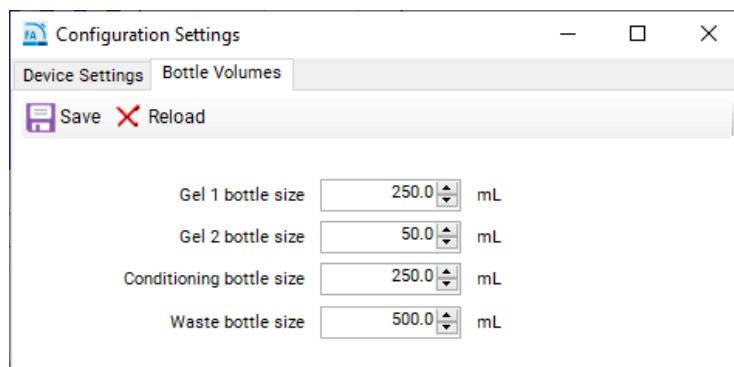 FA Configuration Settings
Device Settings Bottle Volumes
Save Reload
Gel 1 bottle size 250.0 mL
Gel 2 bottle size 50.0 mL
Conditioning bottle size 250.0 mL
Waste bottle size 500.0 mL